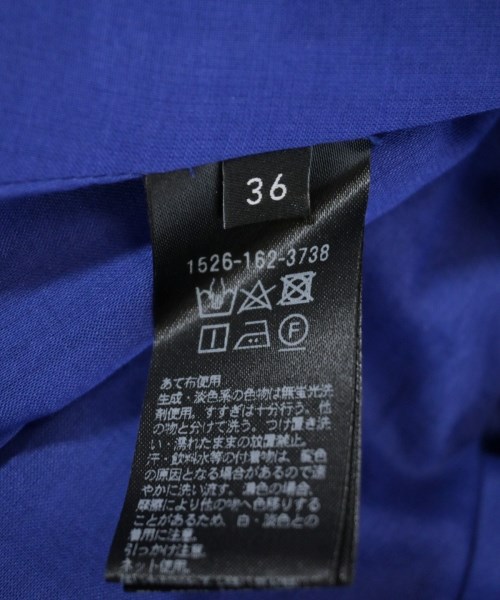 36
1526-162-3738
F
あて布使用
生成・淡色系の色物は無蛍光洗
剤使用。すすぎは十分行う。他
の物と分けて洗う。つけ置き洗
い・濡れたままの放置禁止。
汗・飲料水等の付着物は、変色
の原因となる場合があるので速
やかに洗い流す。濃色の場合、
摩擦により他の物へ色移りする
ことがあるため、白・淡色との
着用に注意。
引っかけ注意。
ネット使用。